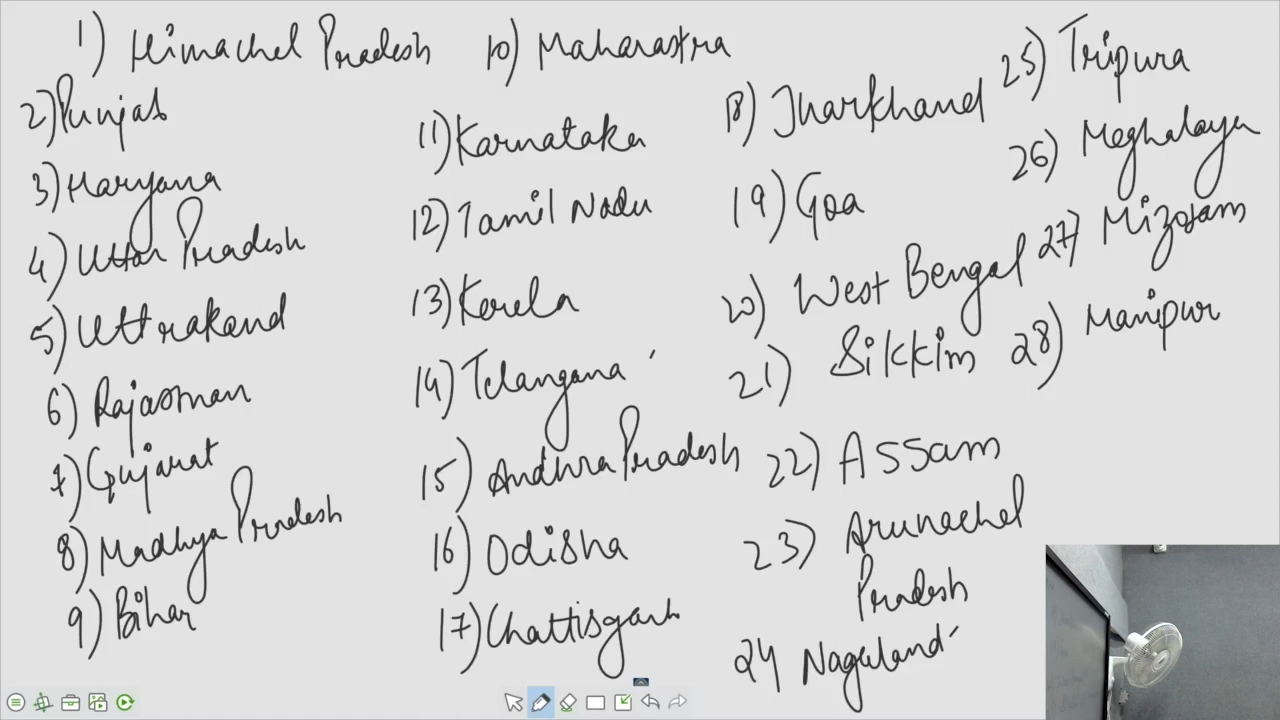 1) Himachel Pradesh
2) Punjab
3) Haryana
4) Uttar Pradesh
5) Uttrakand
6) Rajasthan
7) Gujarat
8) Madhya Pradesh
9) Bihar
10) Maharastra
11) Karnataka
12) Tamil Nadu
13) Kerela
14) Telangana
15) Andhra Pradesh
16) Odisha
17) Chattisgarh
18) Jharkhand
19) Goa
20) West Bengal
21) Sikkim
22) Assam
23) Arunachel
Pradesh
24) Nagaland
25) Tripura
26) Meghalaya
27) Mizoram
28) Manipur